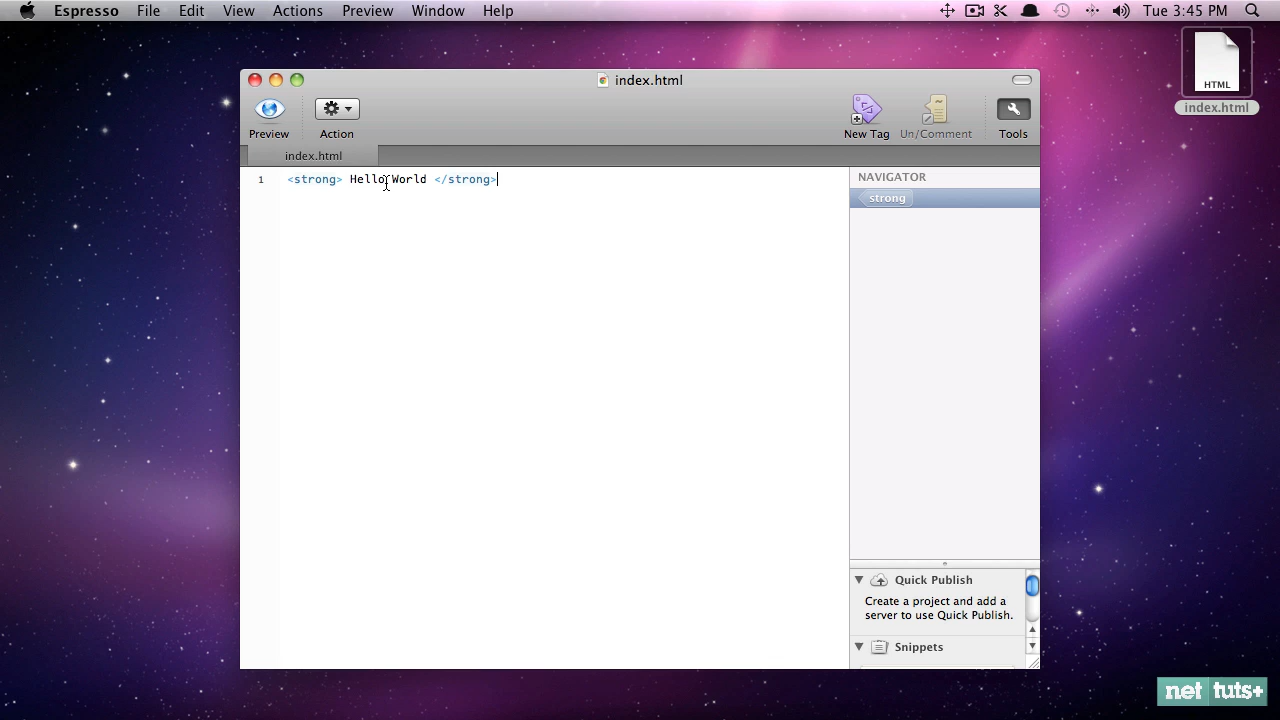 Espresso File Edit View Actions Preview Window Help Tue 3:45 PM
HTML
index.html
index.html
Preview Action New Tag Un/Comment Tools
index.html
1 <strong> Hello World </strong>
NAVIGATOR
strong
Quick Publish
Create a project and add a
server to use Quick Publish.
Snippets
net tuts+